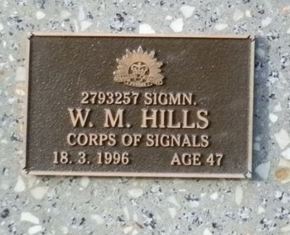 2793257 SIGMN.
W. M. HILLS
CORPS OF SIGNALS
18. 3. 1996 AGE 47